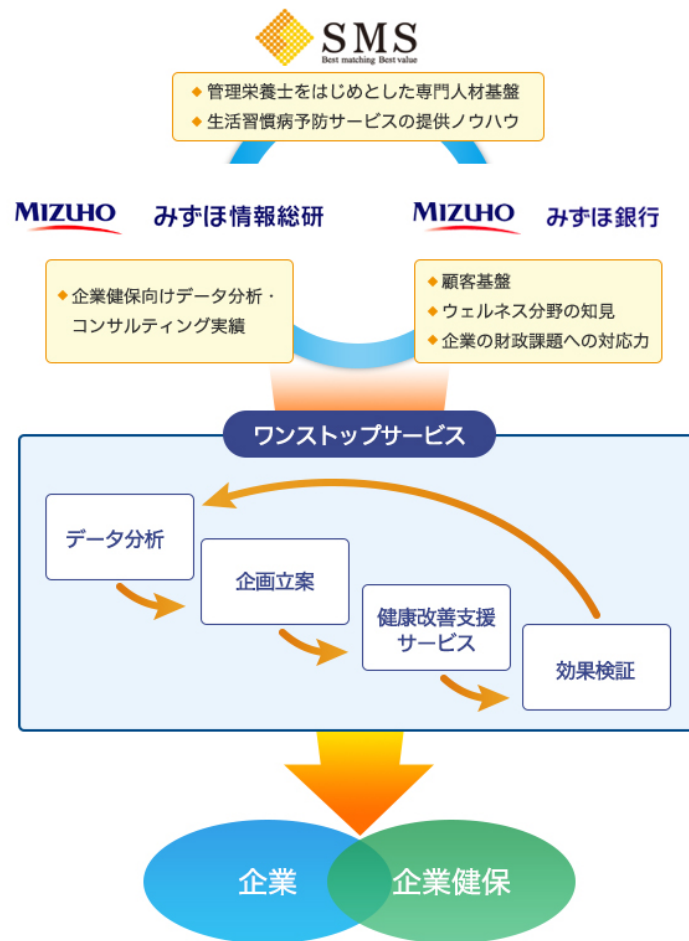 SMS
Best matching Best value
◆ 管理栄養士をはじめとした専門人材基盤
◆ 生活習慣病予防サービスの提供ノウハウ
MIZUHO みずほ情報総研
MIZUHO みずほ銀行
◆ 企業健保向けデータ分析・
コンサルティング実績
◆ 顧客基盤
◆ ウェルネス分野の知見
◆ 企業の財政課題への対応力
ワンストップサービス
データ分析
企画立案
健康改善支援
サービス
効果検証
企業
企業健保